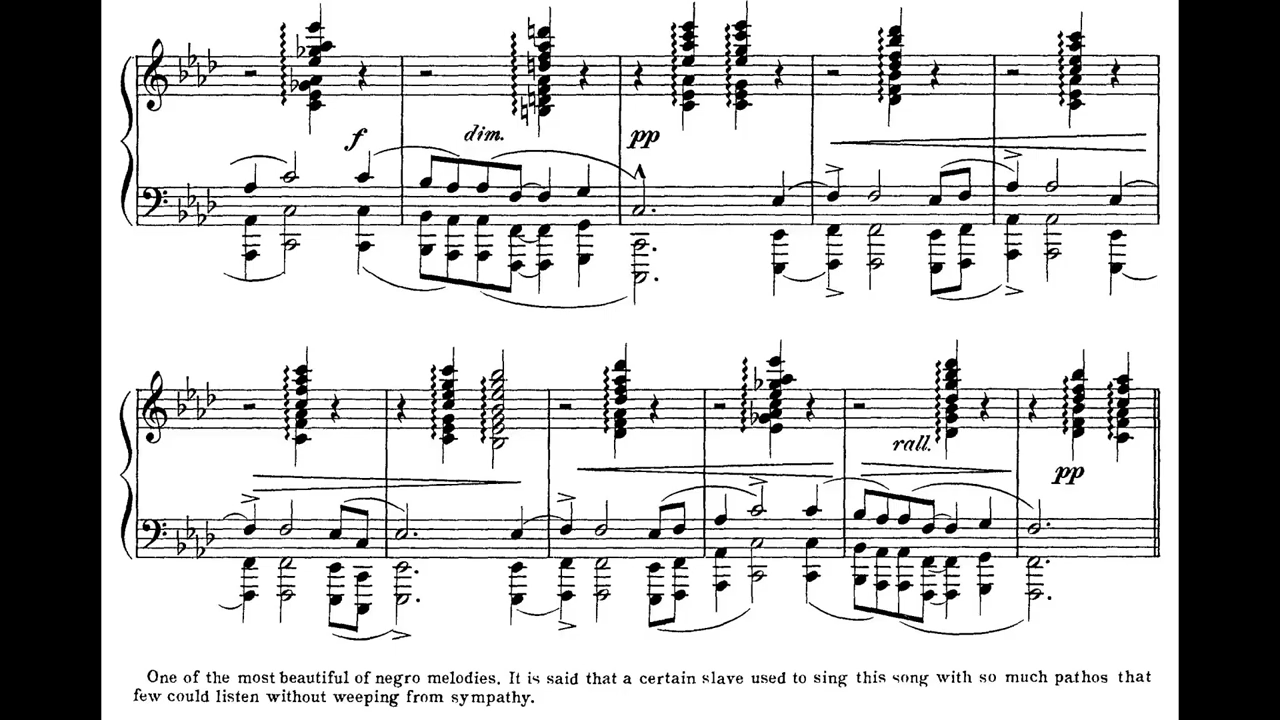 f
dim.
pp
rall.
pp
One of the most beautiful of negro melodies. It is said that a certain slave used to sing this song with so much pathos that
few could listen without weeping from sympathy.